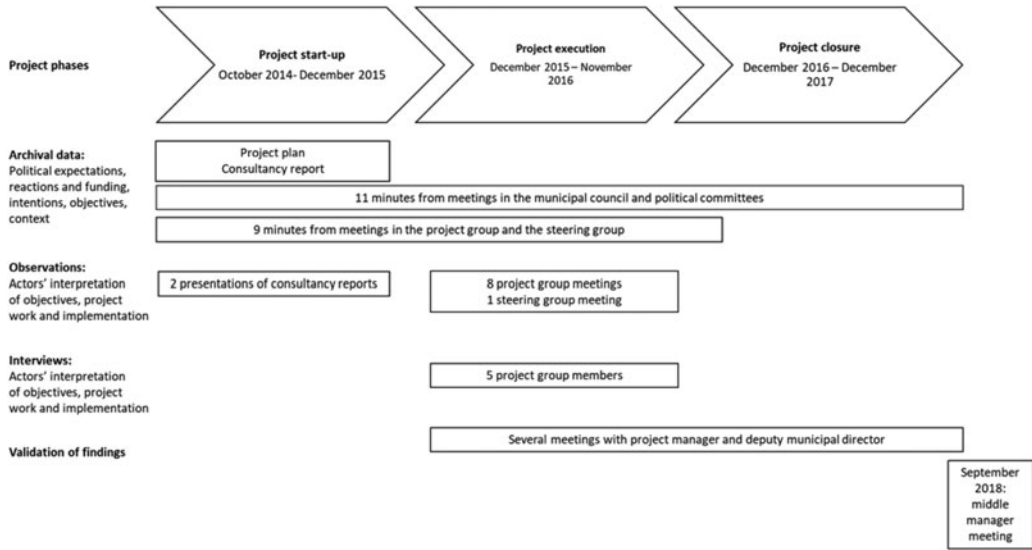 Project phases
Project start-up
October 2014- December 2015
Project execution
December 2015 – November
2016
Project closure
December 2016 – December
2017
Archival data:
Political expectations,
reactions and funding,
intentions, objectives,
context
Project plan
Consultancy report
11 minutes from meetings in the municipal council and political committees
9 minutes from meetings in the project group and the steering group
Observations:
Actors' interpretation
of objectives, project
work and implementation
2 presentations of consultancy reports
8 project group meetings
1 steering group meeting
Interviews:
Actors' interpretation
of objectives, project
work and implementation
5 project group members
Validation of findings
Several meetings with project manager and deputy municipal director
September
2018:
middle
manager
meeting